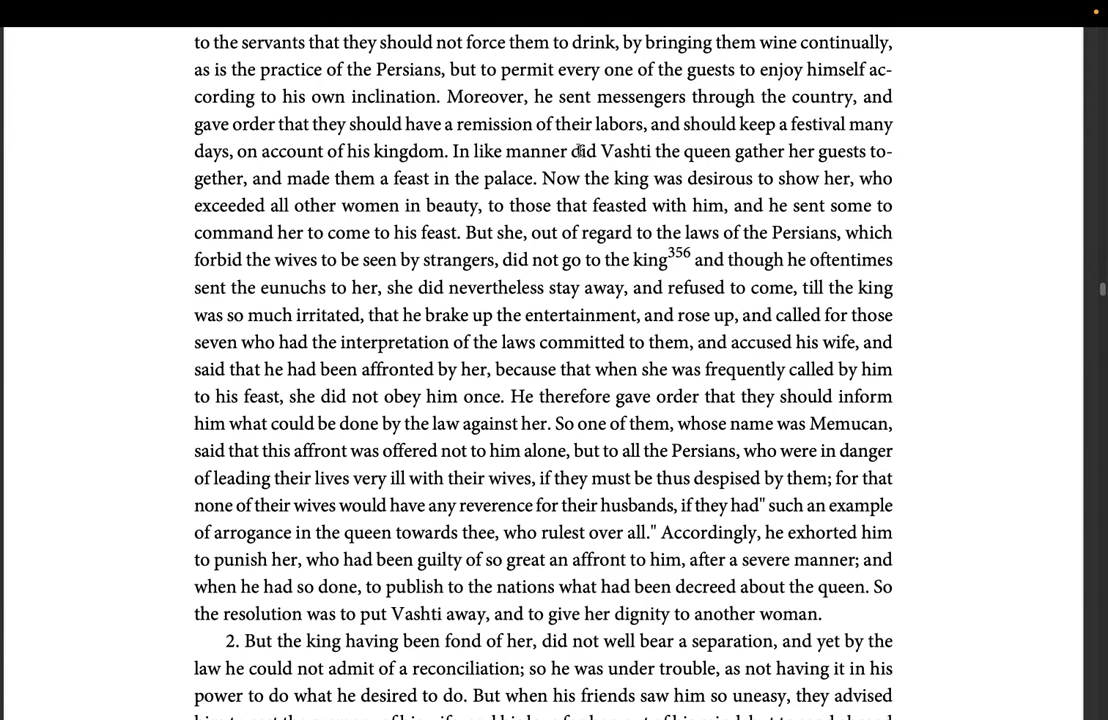 to the servants that they should not force them to drink, by bringing them wine continually,
as is the practice of the Persians, but to permit every one of the guests to enjoy himself ac-
cording to his own inclination. Moreover, he sent messengers through the country, and
gave order that they should have a remission of their labors, and should keep a festival many
days, on account of his kingdom. In like manner did Vashti the queen gather her guests to-
gether, and made them a feast in the palace. Now the king was desirous to show her, who
exceeded all other women in beauty, to those that feasted with him, and he sent some to
command her to come to his feast. But she, out of regard to the laws of the Persians, which
forbid the wives to be seen by strangers, did not go to the king356 and though he oftentimes
sent the eunuchs to her, she did nevertheless stay away, and refused to come, till the king
was so much irritated, that he brake up the entertainment, and rose up, and called for those
seven who had the interpretation of the laws committed to them, and accused his wife, and
said that he had been affronted by her, because that when she was frequently called by him
to his feast, she did not obey him once. He therefore gave order that they should inform
him what could be done by the law against her. So one of them, whose name was Memucan,
said that this affront was offered not to him alone, but to all the Persians, who were in danger
of leading their lives very ill with their wives, if they must be thus despised by them; for that
none of their wives would have any reverence for their husbands, if they had" such an example
of arrogance in the queen towards thee, who rulest over all." Accordingly, he exhorted him
to punish her, who had been guilty of so great an affront to him, after a severe manner; and
when he had so done, to publish to the nations what had been decreed about the queen. So
the resolution was to put Vashti away, and to give her dignity to another woman.
2. But the king having been fond of her, did not well bear a separation, and yet by the
law he could not admit of a reconciliation; so he was under trouble, as not having it in his
power to do what he desired to do. But when his friends saw him so uneasy, they advised